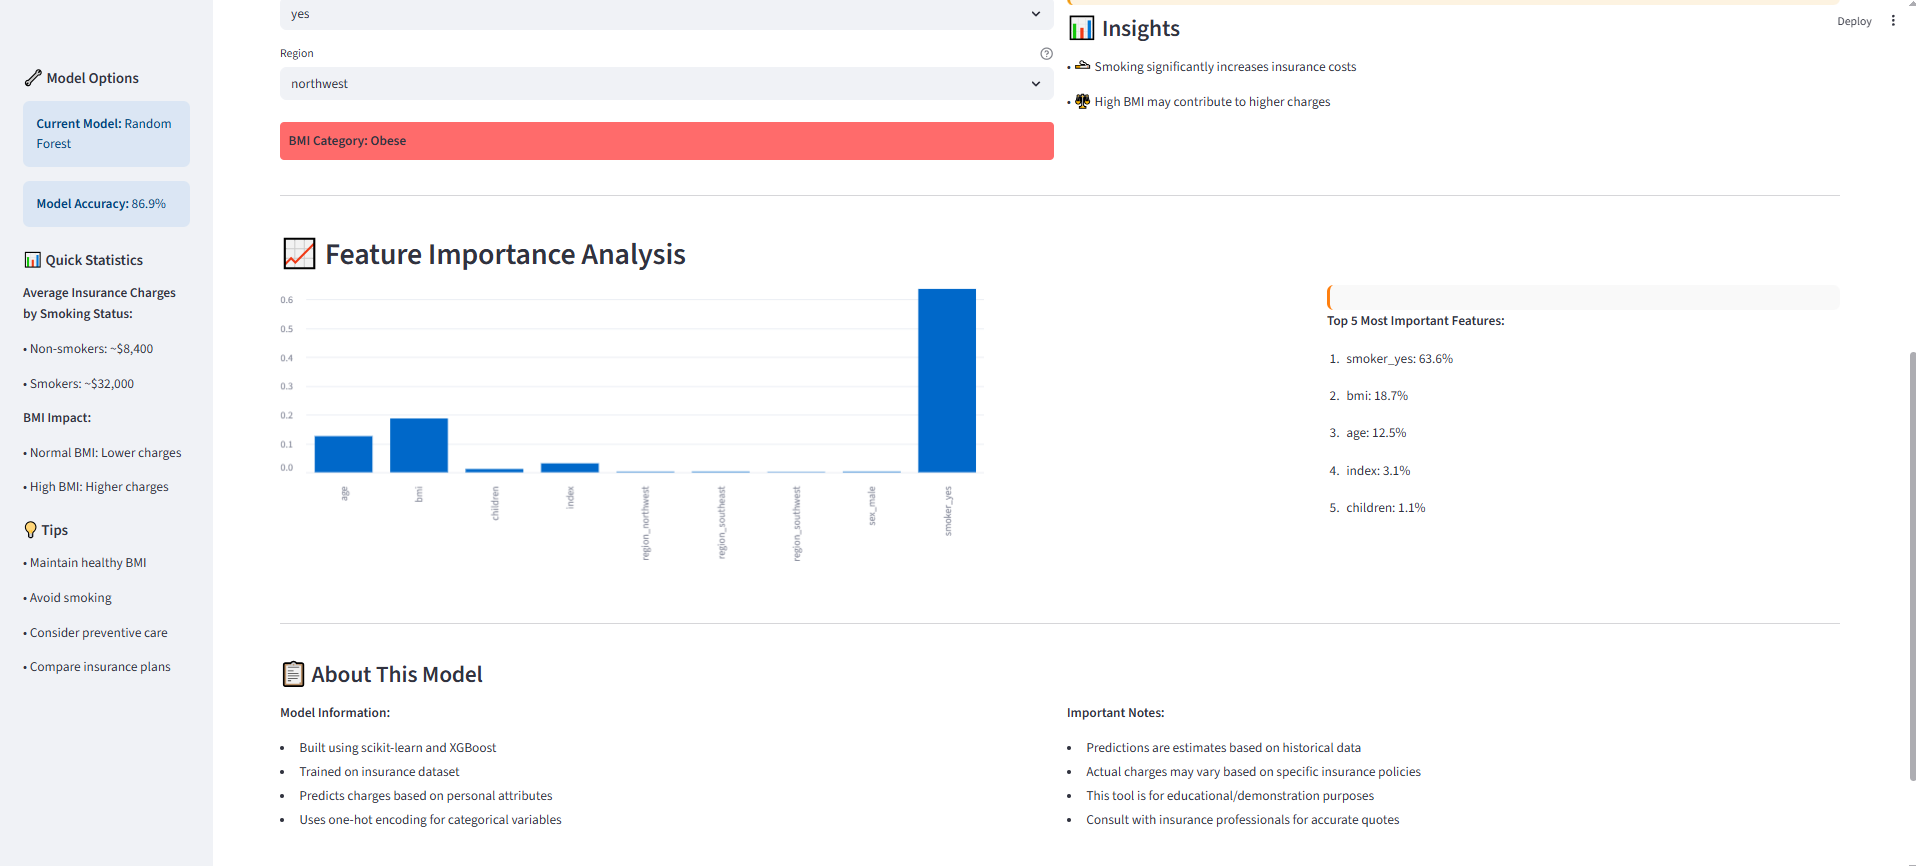 Model Options
Current Model: Random
Forest
Model Accuracy: 86.9%
Quick Statistics
Average Insurance Charges
by Smoking Status:
• Non-smokers: ~$8,400
• Smokers: ~$32,000
BMI Impact:
• Normal BMI: Lower charges
• High BMI: Higher charges
Tips
• Maintain healthy BMI
• Avoid smoking
• Consider preventive care
• Compare insurance plans
yes
Region
northwest
BMI Category: Obese
Insights
• Smoking significantly increases insurance costs
• High BMI may contribute to higher charges
Deploy
Feature Importance Analysis
0.6
0.5
0.4
0.3
0.2
0.1
0.0
age
bmi
children
index
region_northwest
region_southeast
region_southwest
sex_male
smoker_yes
Top 5 Most Important Features:
1. smoker_yes: 63.6%
2. bmi: 18.7%
3. age: 12.5%
4. index: 3.1%
5. children: 1.1%
About This Model
Model Information:
• Built using scikit-learn and XGBoost
• Trained on insurance dataset
• Predicts charges based on personal attributes
• Uses one-hot encoding for categorical variables
Important Notes:
• Predictions are estimates based on historical data
• Actual charges may vary based on specific insurance policies
• This tool is for educational/demonstration purposes
• Consult with insurance professionals for accurate quotes